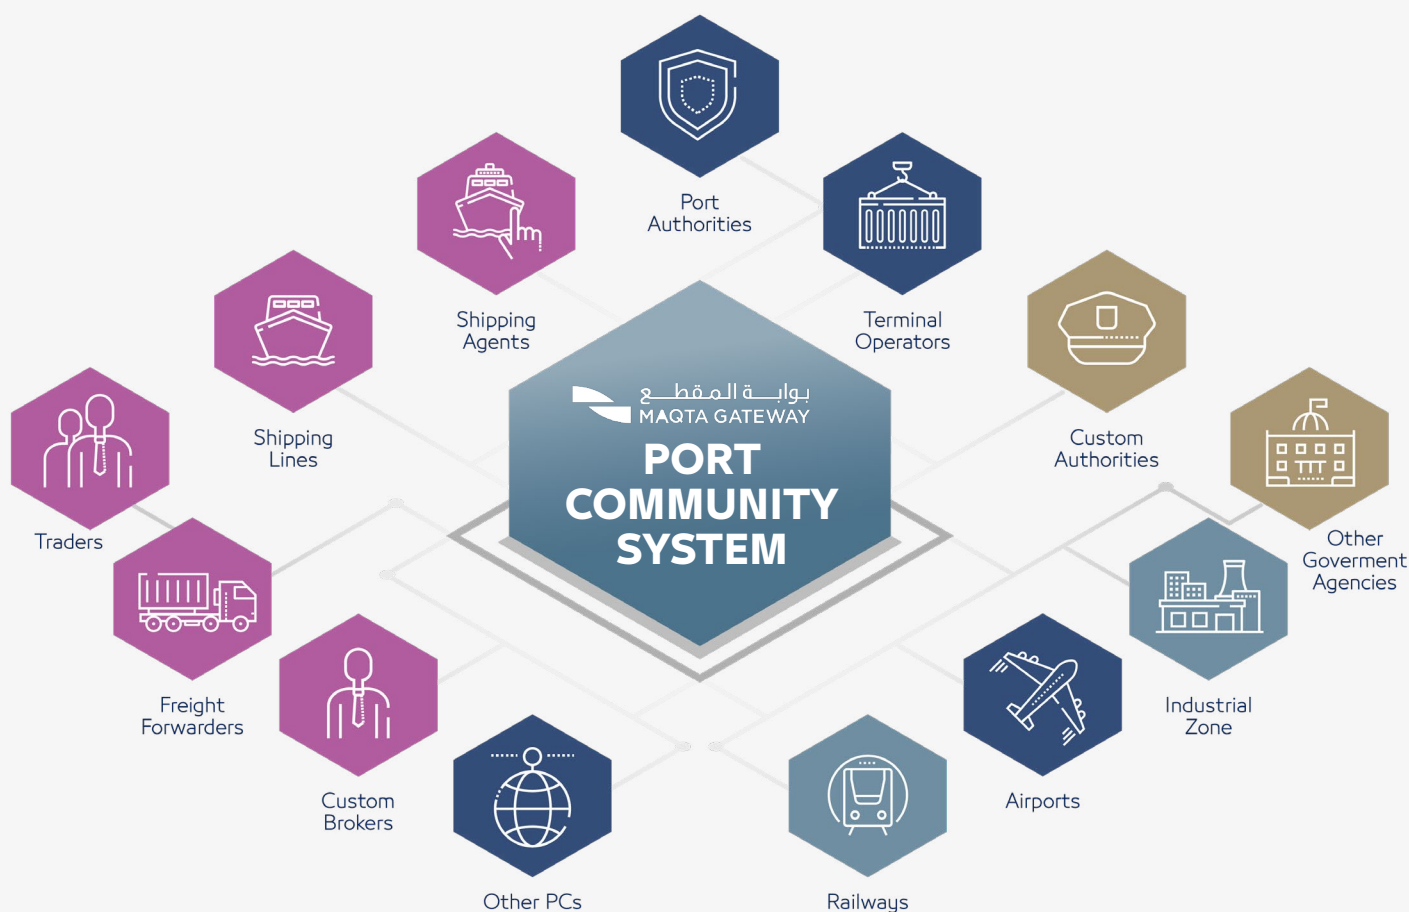 Port
Authorities
Shipping
Agents
Terminal
Operators
Shipping
Lines
Custom
Authorities
بوابة المقطع
MAQTA GATEWAY
PORT
COMMUNITY
SYSTEM
Traders
Other
Goverment
Agencies
Freight
Forwarders
Industrial
Zone
Custom
Brokers
Airports
Other PCs
Railways